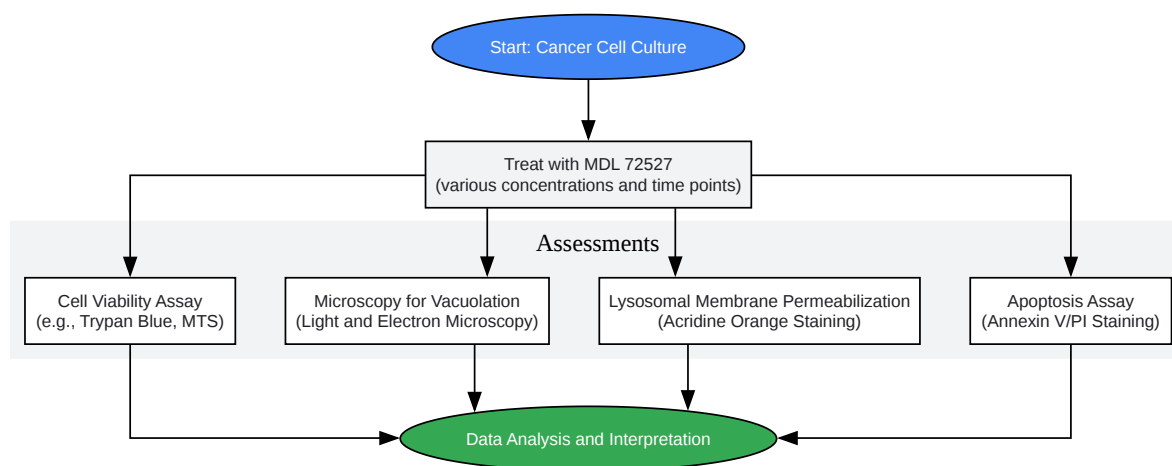 Start: Cancer Cell Culture
Treat with MDL 72527
(various concentrations and time points)
Assessments
Cell Viability Assay
(e.g., Trypan Blue, MTS)
Microscopy for Vacuolation
(Light and Electron Microscopy)
Lysosomal Membrane Permeabilization
(Acridine Orange Staining)
Apoptosis Assay
(Annexin V/PI Staining)
Data Analysis and Interpretation